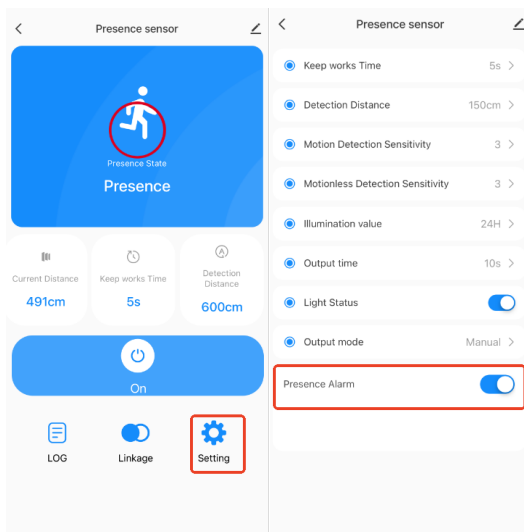 Presence sensor
Presence State
Presence
Current Distance
491cm
Keep works Time
5s
Detection
Distance
600cm
On
LOG
Linkage
Setting
Presence sensor
Keep works Time 5s
Detection Distance 150cm
Motion Detection Sensitivity 3
Motionless Detection Sensitivity 3
Illumination value 24H
Output time 10s
Light Status
Output mode Manual
Presence Alarm